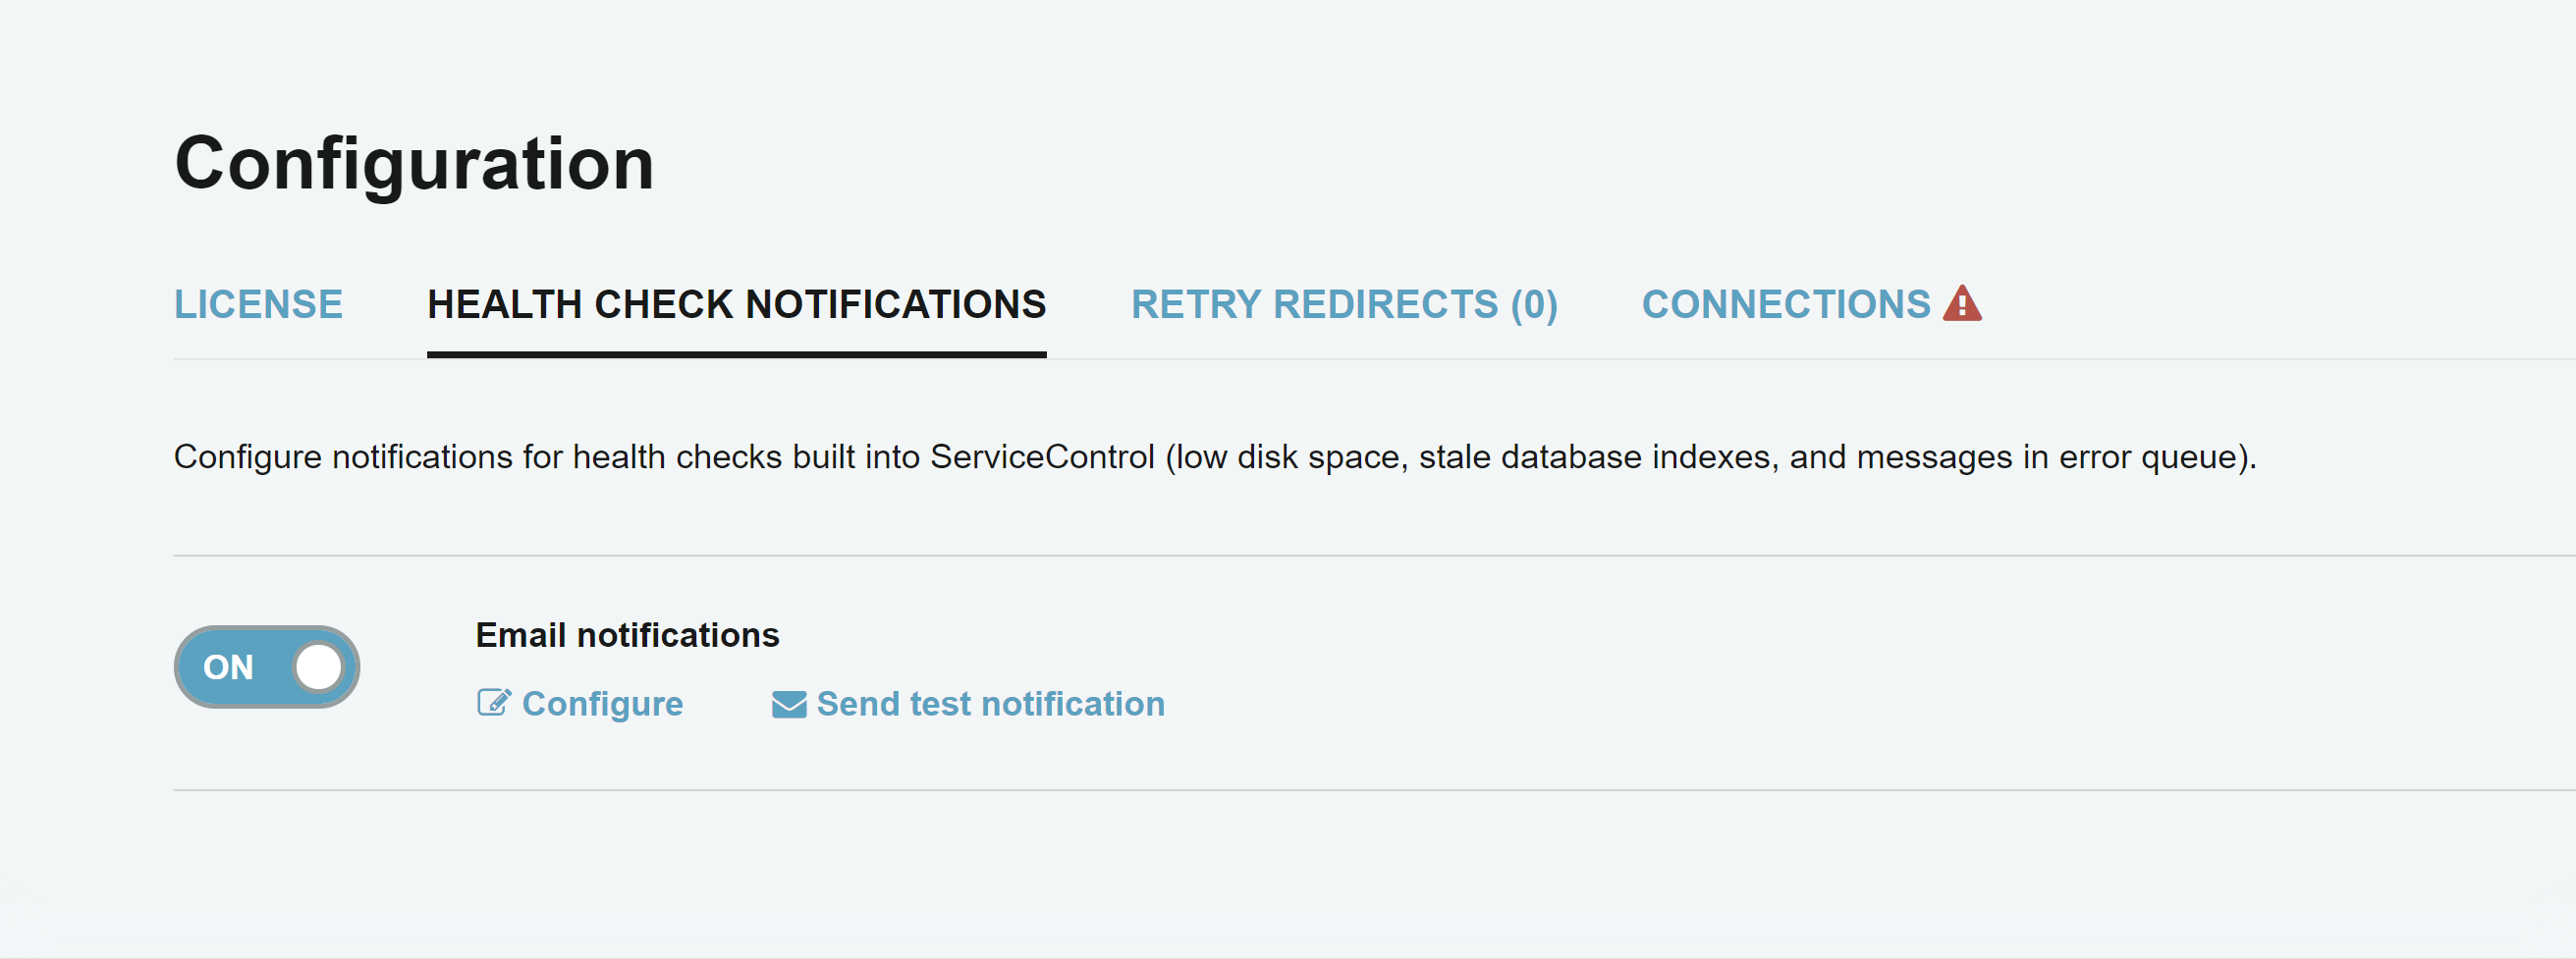 Configuration
LICENSE HEALTH CHECK NOTIFICATIONS RETRY REDIRECTS (0) CONNECTIONS
Configure notifications for health checks built into ServiceControl (low disk space, stale database indexes, and messages in error queue).
Email notifications
ON
Configure Send test notification